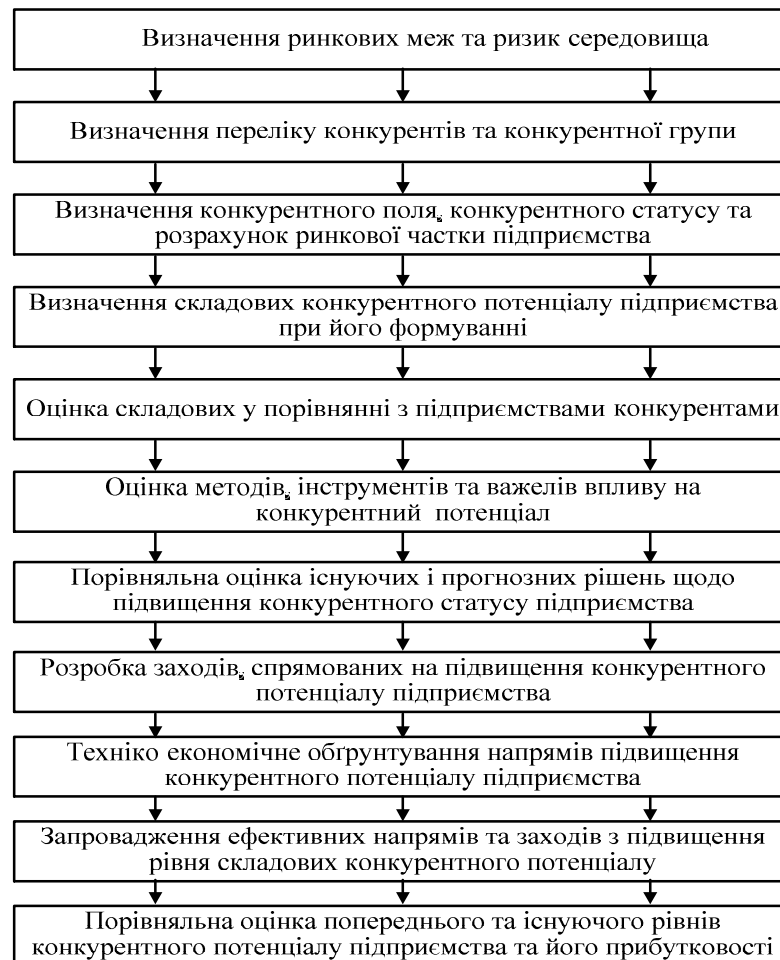 Визначення ринкових меж та ризик середовища
Визначення переліку конкурентів та конкурентної групи
Визначення конкурентного поля, конкурентного статусу та
розрахунок ринкової частки підприємства
Визначення складових конкурентного потенціалу підприємства
при його формуванні
Оцінка складових у порівнянні з підприємствами конкурентами
Оцінка методів, інструментів та важелів впливу на
конкурентний потенціал
Порівняльна оцінка існуючих і прогнозних рішень щодо
підвищення конкурентного статусу підприємства
Розробка заходів, спрямованих на підвищення конкурентного
потенціалу підприємства
Техніко економічне обґрунтування напрямів підвищення
конкурентного потенціалу підприємства
Запровадження ефективних напрямів та заходів з підвищення
рівня складових конкурентного потенціалу
Порівняльна оцінка попереднього та існуючого рівнів
конкурентного потенціалу підприємства та його прибутковості